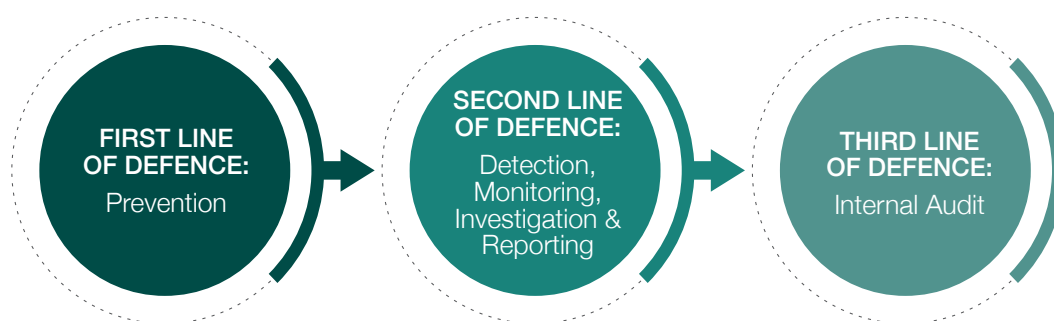 FIRST LINE
OF DEFENCE:
Prevention
SECOND LINE
OF DEFENCE:
Detection,
Monitoring,
Investigation &
Reporting
THIRD LINE
OF DEFENCE:
Internal Audit